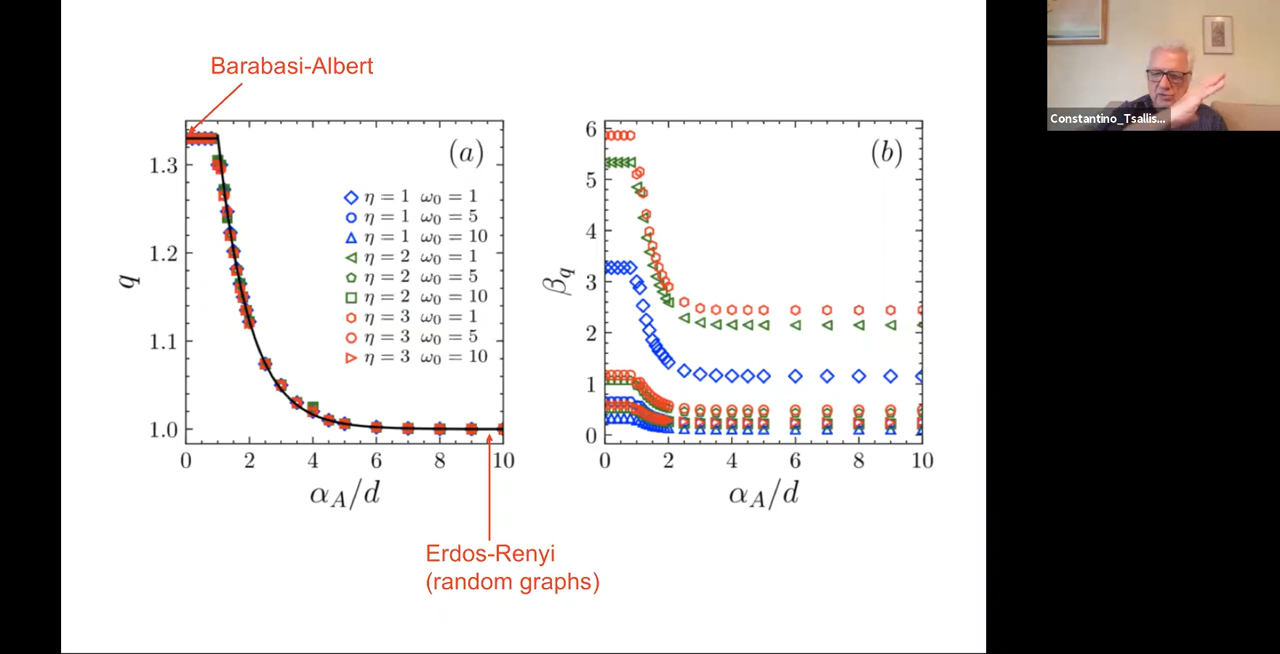 Barabasi-Albert
Constantino_Tsallis...
(a)
(b)
η = 1 ω₀ = 1
η = 1 ω₀ = 5
η = 1 ω₀ = 10
η = 2 ω₀ = 1
η = 2 ω₀ = 5
η = 2 ω₀ = 10
η = 3 ω₀ = 1
η = 3 ω₀ = 5
η = 3 ω₀ = 10
q
1.3
1.2
1.1
1.0
0 2 4 6 8 10
α_A/d
β_q
6
5
4
3
2
1
0
0 2 4 6 8 10
α_A/d
Erdos-Renyi
(random graphs)